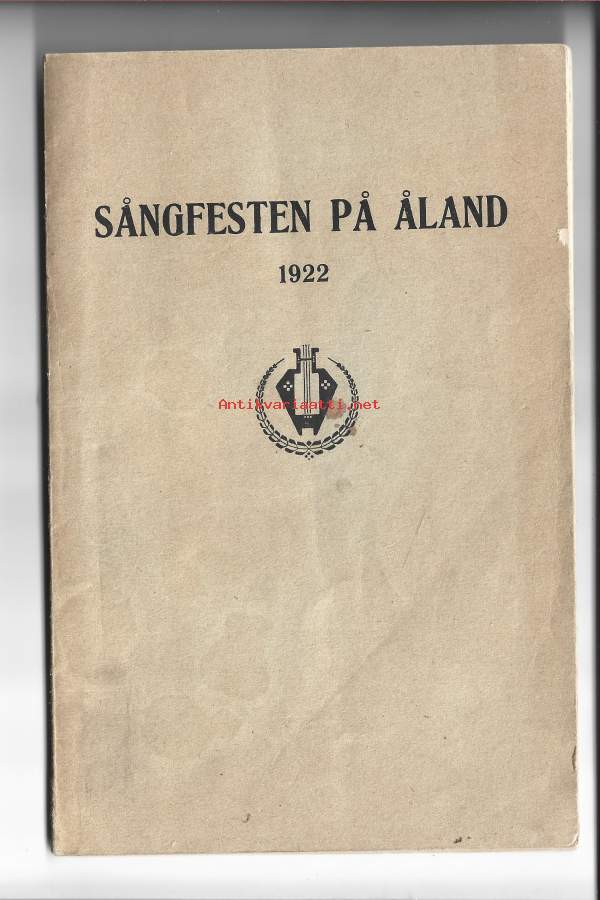 SÅNGFESTEN PÅ ÅLAND
1922
Antikvariaatti.net